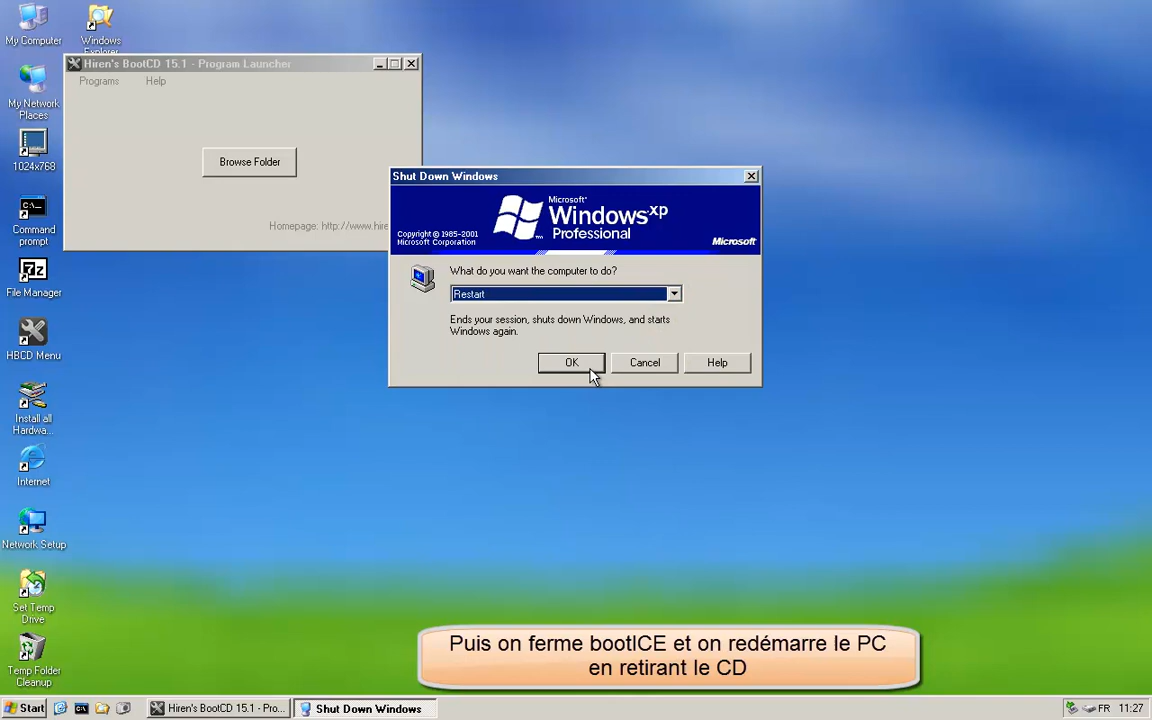 My Computer
Windows
Explorer
Hiren's BootCD 15.1 - Program Launcher
Programs Help
My Network
Places
1024x768
Browse Folder
Homepage: http://www.hire
Shut Down Windows
Microsoft®
Windows xp
Professional
Copyright © 1985-2001
Microsoft Corporation
Microsoft
What do you want the computer to do?
Restart
Ends your session, shuts down Windows, and starts
Windows again.
OK Cancel Help
C:\_
Command
prompt
7z
File Manager
HBCD Menu
Install all
Hardwa...
Internet
Network Setup
Set Temp
Drive
Temp Folder
Cleanup
Puis on ferme bootICE et on redémarre le PC
en retirant le CD
Start
Hiren's BootCD 15.1 - Pro...
Shut Down Windows
FR 11:27